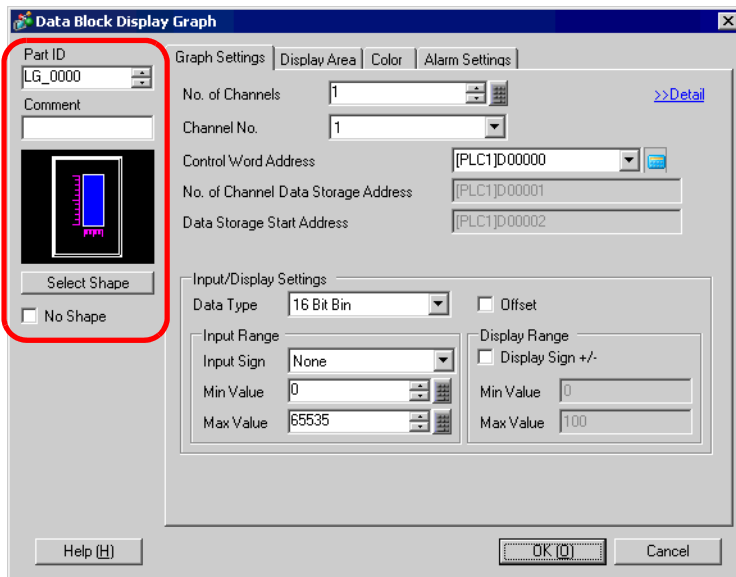 Data Block Display Graph
Part ID
LG_0000
Comment
Select Shape
No Shape
Graph Settings Display Area Color Alarm Settings
No. of Channels 1 >>Detail
Channel No. 1
Control Word Address [PLC1]D00000
No. of Channel Data Storage Address [PLC1]D00001
Data Storage Start Address [PLC1]D00002
Input/Display Settings
Data Type 16 Bit Bin Offset
Input Range Display Range
Input Sign None Display Sign +/-
Min Value 0 Min Value 0
Max Value 65535 Max Value 100
Help (H) OK (O) Cancel